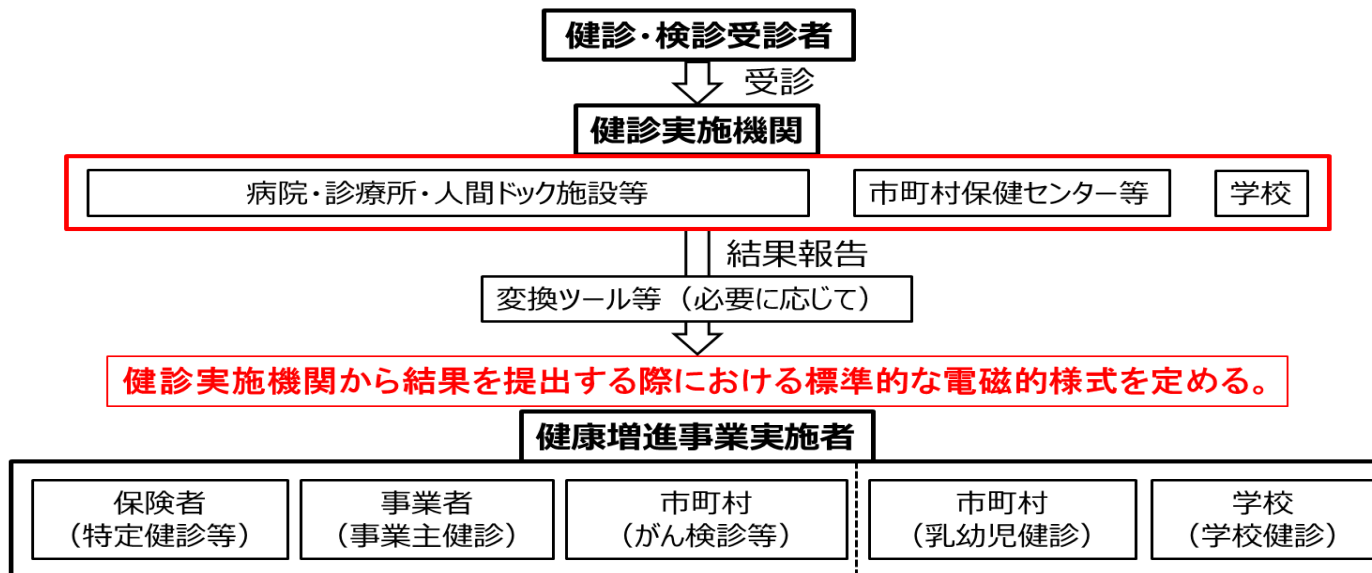 健診・検診受診者
受診
健診実施機関
病院・診療所・人間ドック施設等
市町村保健センター等
学校
結果報告
変換ツール等（必要に応じて）
健診実施機関から結果を提出する際における標準的な電磁的様式を定める。
健康増進事業実施者
保険者
（特定健診等）
事業者
（事業主健診）
市町村
（がん検診等）
市町村
（乳幼児健診）
学校
（学校健診）